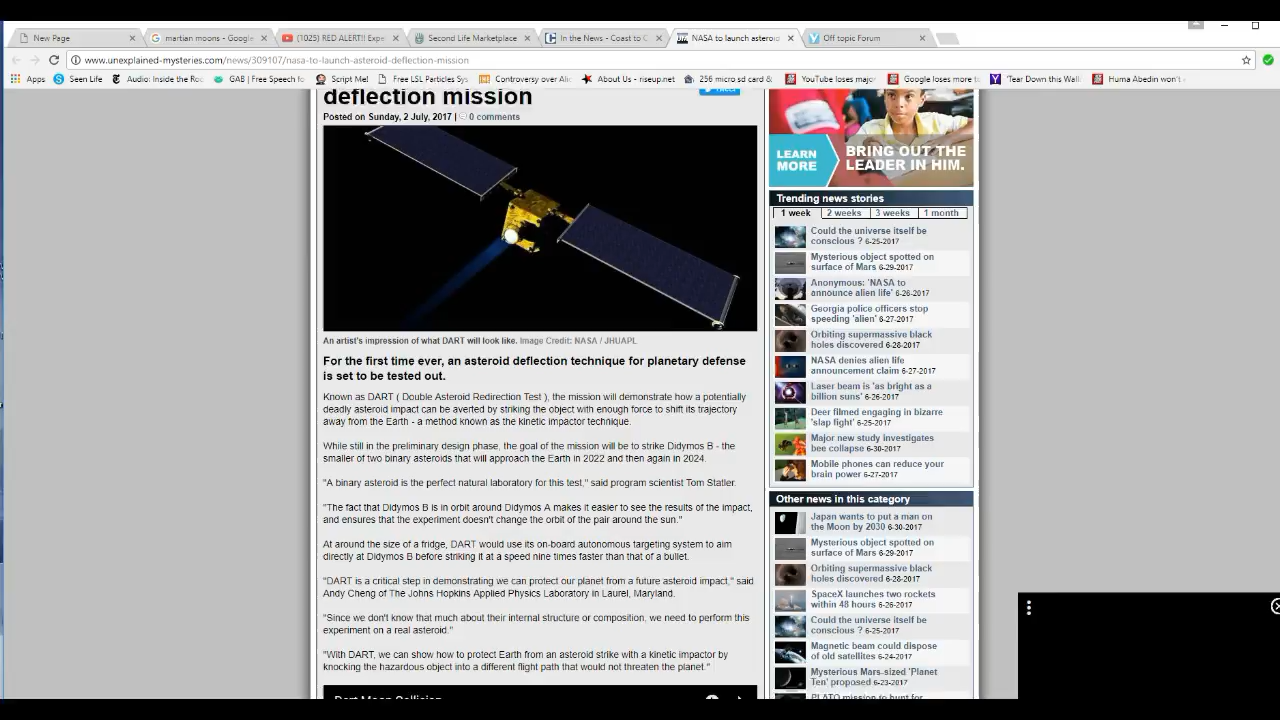 New Page
martian moons - Google
(1025) RED ALERT!! Expe
Second Life Marketplace
In the News - Coast to C
NASA to launch asteroid
Off topic Forum
www.unexplained-mysteries.com/news/309107/nasa-to-launch-asteroid-deflection-mission
Apps
Seen Life
Audio: Inside the Ro
GAB | Free Speech fo
Script Me!
Free LSL Particles Sys
Controversy over Alle
About Us - riseup.net
256 micro sd card &
YouTube loses major
Google loses more t
'Tear Down this Wall
Huma Abedin won't
deflection mission
Tweet
Posted on Sunday, 2 July, 2017 | 0 comments
An artist's impression of what DART will look like. Image Credit: NASA / JHUAPL
For the first time ever, an asteroid deflection technique for planetary defense
is set to be tested out.
Known as DART ( Double Asteroid Redirection Test ), the mission will demonstrate how a potentially
deadly asteroid impact can be averted by striking the object with enough force to shift its trajectory
away from the Earth - a method known as the kinetic impactor technique.
While still in the preliminary design phase, the goal of the mission will be to strike Didymos B - the
smaller of two binary asteroids that will approach the Earth in 2022 and then again in 2024.
"A binary asteroid is the perfect natural laboratory for this test," said program scientist Tom Statler.
"The fact that Didymos B is in orbit around Didymos A makes it easier to see the results of the impact,
and ensures that the experiment doesn't change the orbit of the pair around the sun."
At around the size of a fridge, DART would use its on-board autonomous targeting system to aim
directly at Didymos B before striking it at a speed nine times faster than that of a bullet.
"DART is a critical step in demonstrating we can protect our planet from a future asteroid impact," said
Andy Cheng of The Johns Hopkins Applied Physics Laboratory in Laurel, Maryland.
"Since we don't know that much about their internal structure or composition, we need to perform this
experiment on a real asteroid."
"With DART, we can show how to protect Earth from an asteroid strike with a kinetic impactor by
knocking the hazardous object into a different flight path that would not threaten the planet."
Dart Moon Collision
LEARN
MORE
BRING OUT THE
LEADER IN HIM.
Trending news stories
1 week
2 weeks
3 weeks
1 month
Could the universe itself be
conscious ? 6-25-2017
Mysterious object spotted on
surface of Mars 6-29-2017
Anonymous: 'NASA to
announce alien life' 6-26-2017
Georgia police officers stop
speeding 'alien' 6-27-2017
Orbiting supermassive black
holes discovered 6-28-2017
NASA denies alien life
announcement claim 6-27-2017
Laser beam is 'as bright as a
billion suns' 6-26-2017
Deer filmed engaging in bizarre
'slap fight' 6-25-2017
Major new study investigates
bee collapse 6-30-2017
Mobile phones can reduce your
brain power 6-27-2017
Other news in this category
Japan wants to put a man on
the Moon by 2030 6-30-2017
Mysterious object spotted on
surface of Mars 6-29-2017
Orbiting supermassive black
holes discovered 6-28-2017
SpaceX launches two rockets
within 48 hours 6-26-2017
Could the universe itself be
conscious ? 6-25-2017
Magnetic beam could dispose
of old satellites 6-24-2017
Mysterious Mars-sized 'Planet
Ten' proposed 6-23-2017
PLATO mission to hunt for